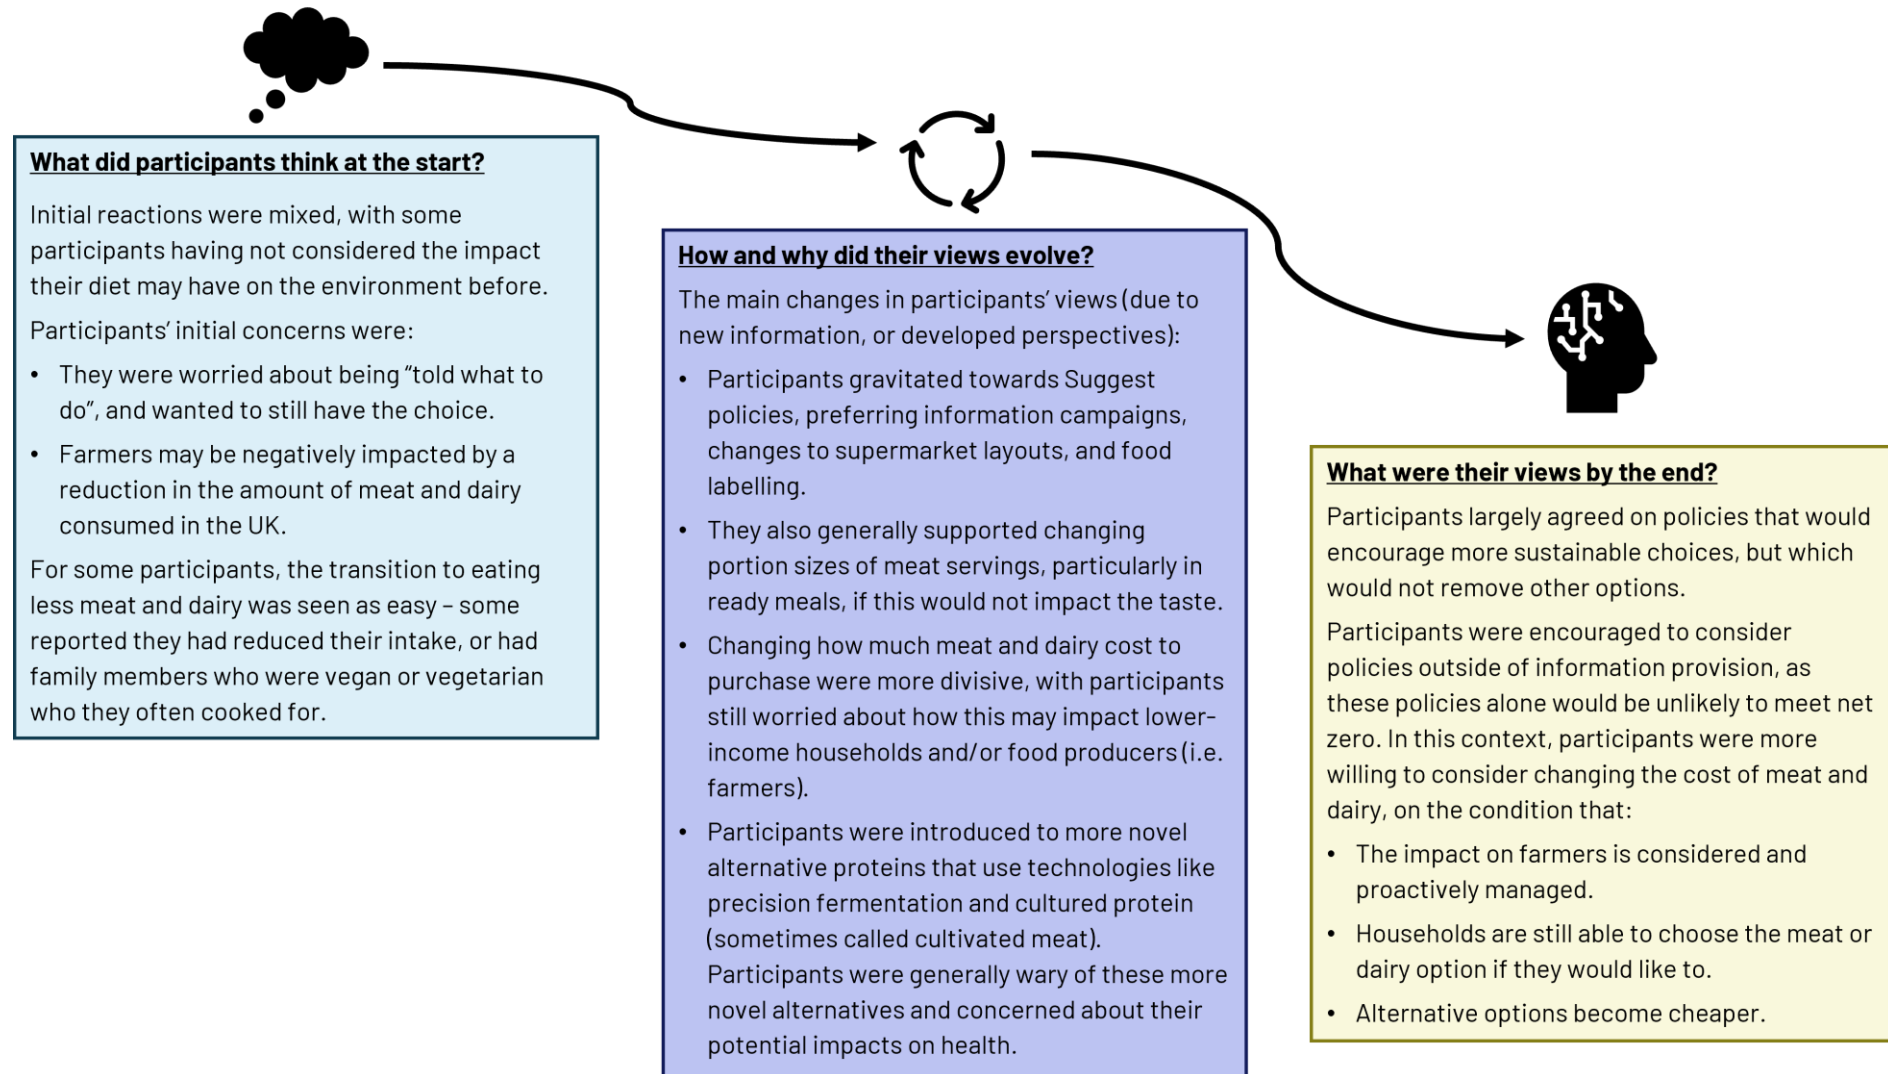 What did participants think at the start?
Initial reactions were mixed, with some
participants having not considered the impact
their diet may have on the environment before.
Participants’ initial concerns were:
• They were worried about being “told what to
do”, and wanted to still have the choice.
• Farmers may be negatively impacted by a
reduction in the amount of meat and dairy
consumed in the UK.
For some participants, the transition to eating
less meat and dairy was seen as easy – some
reported they had reduced their intake, or had
family members who were vegan or vegetarian
who they often cooked for.
How and why did their views evolve?
The main changes in participants’ views (due to
new information, or developed perspectives):
• Participants gravitated towards Suggest
policies, preferring information campaigns,
changes to supermarket layouts, and food
labelling.
• They also generally supported changing
portion sizes of meat servings, particularly in
ready meals, if this would not impact the taste.
• Changing how much meat and dairy cost to
purchase were more divisive, with participants
still worried about how this may impact lower-
income households and/or food producers (i.e.
farmers).
• Participants were introduced to more novel
alternative proteins that use technologies like
precision fermentation and cultured protein
(sometimes called cultivated meat).
Participants were generally wary of these more
novel alternatives and concerned about their
potential impacts on health.
What were their views by the end?
Participants largely agreed on policies that would
encourage more sustainable choices, but which
would not remove other options.
Participants were encouraged to consider
policies outside of information provision, as
these policies alone would be unlikely to meet net
zero. In this context, participants were more
willing to consider changing the cost of meat and
dairy, on the condition that:
• The impact on farmers is considered and
proactively managed.
• Households are still able to choose the meat or
dairy option if they would like to.
• Alternative options become cheaper.